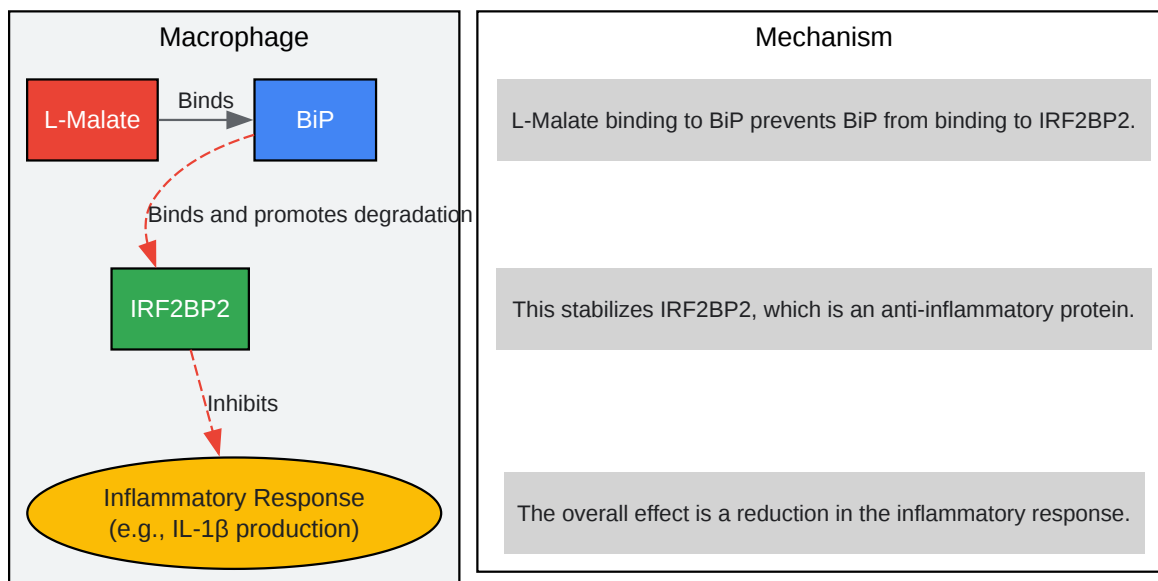 Macrophage
L-Malate
Binds
BiP
Binds and promotes degradation
IRF2BP2
Inhibits
Inflammatory Response
(e.g., IL-1β production)
Mechanism
L-Malate binding to BiP prevents BiP from binding to IRF2BP2.
This stabilizes IRF2BP2, which is an anti-inflammatory protein.
The overall effect is a reduction in the inflammatory response.